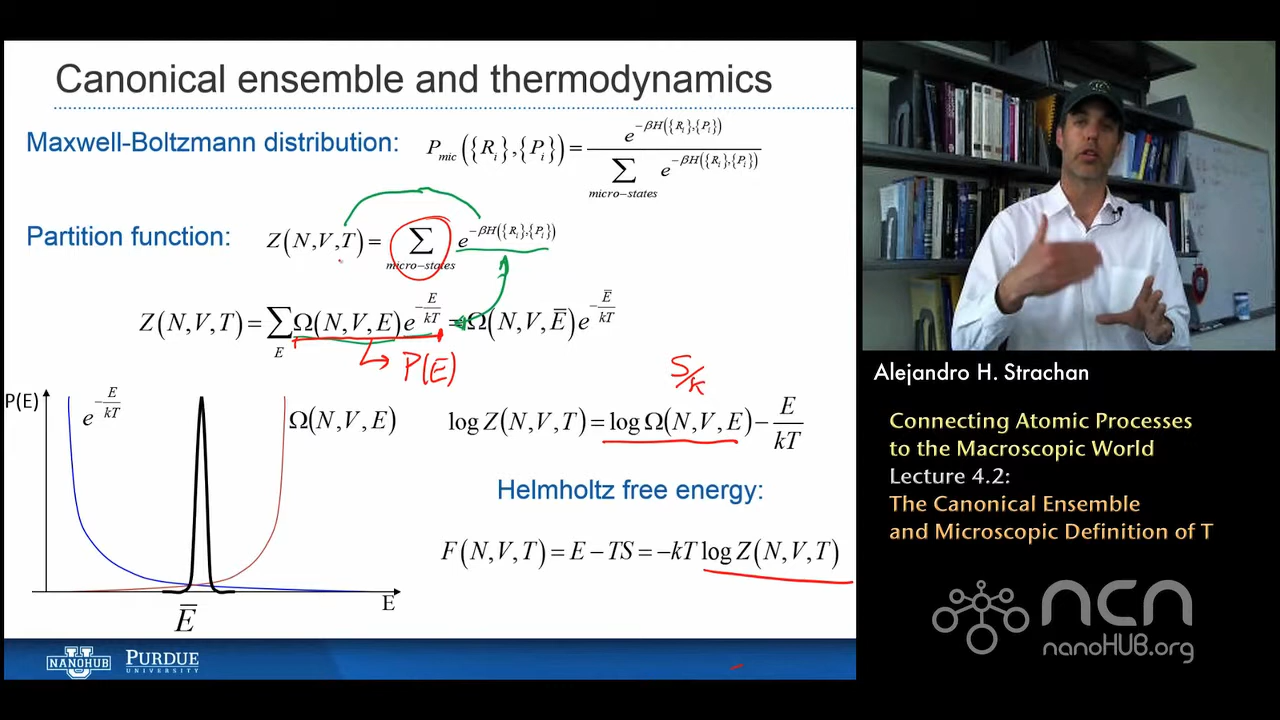 Canonical ensemble and thermodynamics
Maxwell-Boltzmann distribution: P_mic({R_i},{P_i}) = e^{-βH({R_i},{P_i})} / ∑_{micro-states} e^{-βH({R_i},{P_i})}
Partition function: Z(N,V,T) = ∑_{micro-states} e^{-βH({R_i},{P_i})}
Z(N,V,T) = ∑_E Ω(N,V,E) e^{-E/kT} = Ω(N,V,Ē) e^{-Ē/kT}
P(E)
S/k
P(E)
e^{-E/kT}
Ω(N,V,E)
log Z(N,V,T) = log Ω(N,V,E) - E/kT
Helmholtz free energy:
F(N,V,T) = E - TS = -kT log Z(N,V,T)
E
Ē
NANOHUB
U
PURDUE
UNIVERSITY
Alejandro H. Strachan
Connecting Atomic Processes
to the Macroscopic World
Lecture 4.2:
The Canonical Ensemble
and Microscopic Definition of T
ncn
nanoHUB.org